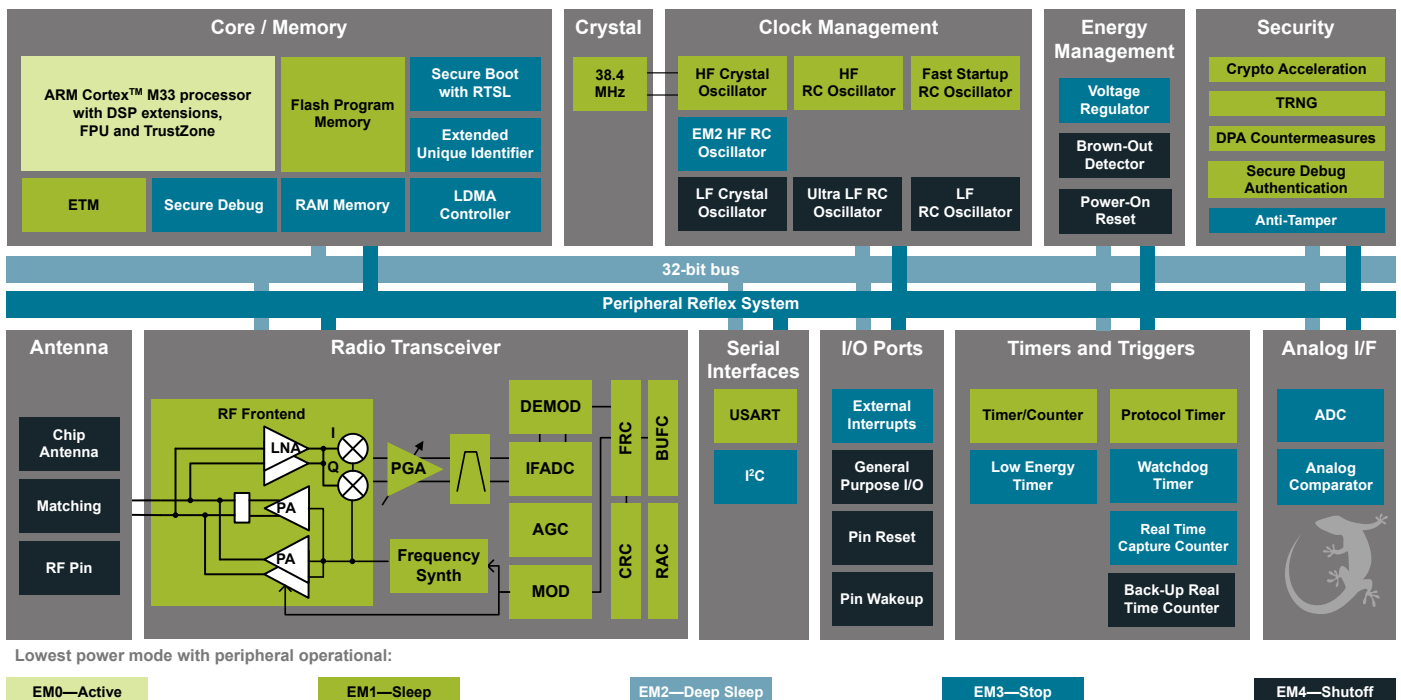 Core / Memory
ARM Cortex™ M33 processor
with DSP extensions,
FPU and TrustZone
Flash Program
Memory
Secure Boot
with RTSL
Extended
Unique Identifier
ETM
Secure Debug
RAM Memory
LDMA
Controller
Crystal
38.4
MHz
Clock Management
HF Crystal
Oscillator
HF
RC Oscillator
Fast Startup
RC Oscillator
EM2 HF RC
Oscillator
LF Crystal
Oscillator
Ultra LF RC
Oscillator
LF
RC Oscillator
Energy
Management
Voltage
Regulator
Brown-Out
Detector
Power-On
Reset
Security
Crypto Acceleration
TRNG
DPA Countermeasures
Secure Debug
Authentication
Anti-Tamper
32-bit bus
Peripheral Reflex System
Antenna
Chip
Antenna
Matching
RF Pin
Radio Transceiver
RF Frontend
LNA
I
Q
PA
PA
PGA
Frequency
Synth
DEMOD
IFADC
AGC
MOD
FRC
BUFC
CRC
RAC
Serial
Interfaces
USART
I²C
I/O Ports
External
Interrupts
General
Purpose I/O
Pin Reset
Pin Wakeup
Timers and Triggers
Timer/Counter
Protocol Timer
Low Energy
Timer
Watchdog
Timer
Real Time
Capture Counter
Back-Up Real
Time Counter
Analog I/F
ADC
Analog
Comparator
Lowest power mode with peripheral operational:
EM0—Active
EM1—Sleep
EM2—Deep Sleep
EM3—Stop
EM4—Shutoff